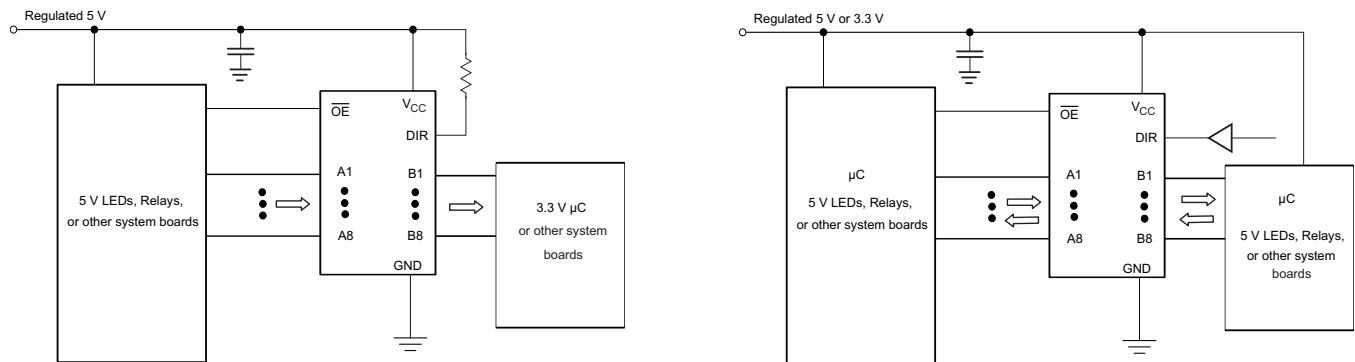 Regulated 5 V
O̅E̅
VCC
DIR
A1
B1
5 V LEDs, Relays,
or other system boards
3.3 V µC
or other system
boards
A8
B8
GND
Regulated 5 V or 3.3 V
O̅E̅
VCC
DIR
A1
B1
µC
5 V LEDs, Relays,
or other system boards
µC
5 V LEDs, Relays,
or other system
boards
A8
B8
GND